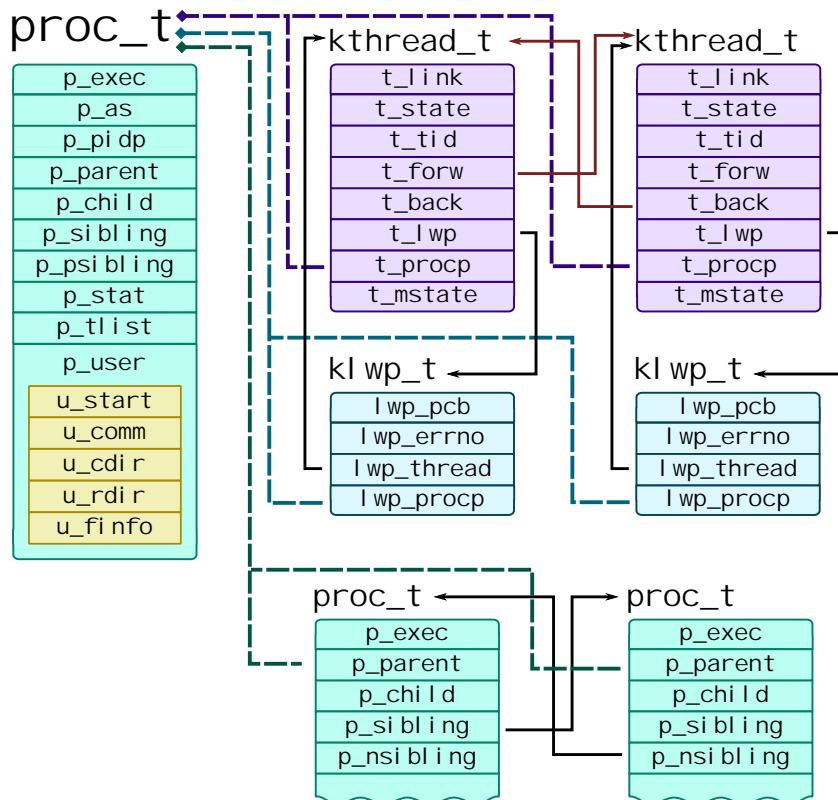 proc_t
p_exec
p_as
p_pidp
p_parent
p_child
p_sibling
p_psibling
p_stat
p_tlist
p_user
u_start
u_comm
u_cdir
u_rdir
u_finfo
kthread_t
t_link
t_state
t_tid
t_forw
t_back
t_lwp
t_procp
t_mstate
klwp_t
lwp_pcb
lwp_errno
lwp_thread
lwp_procp
kthread_t
t_link
t_state
t_tid
t_forw
t_back
t_lwp
t_procp
t_mstate
klwp_t
lwp_pcb
lwp_errno
lwp_thread
lwp_procp
proc_t
p_exec
p_parent
p_child
p_sibling
p_nsibling
proc_t
p_exec
p_parent
p_child
p_sibling
p_nsibling